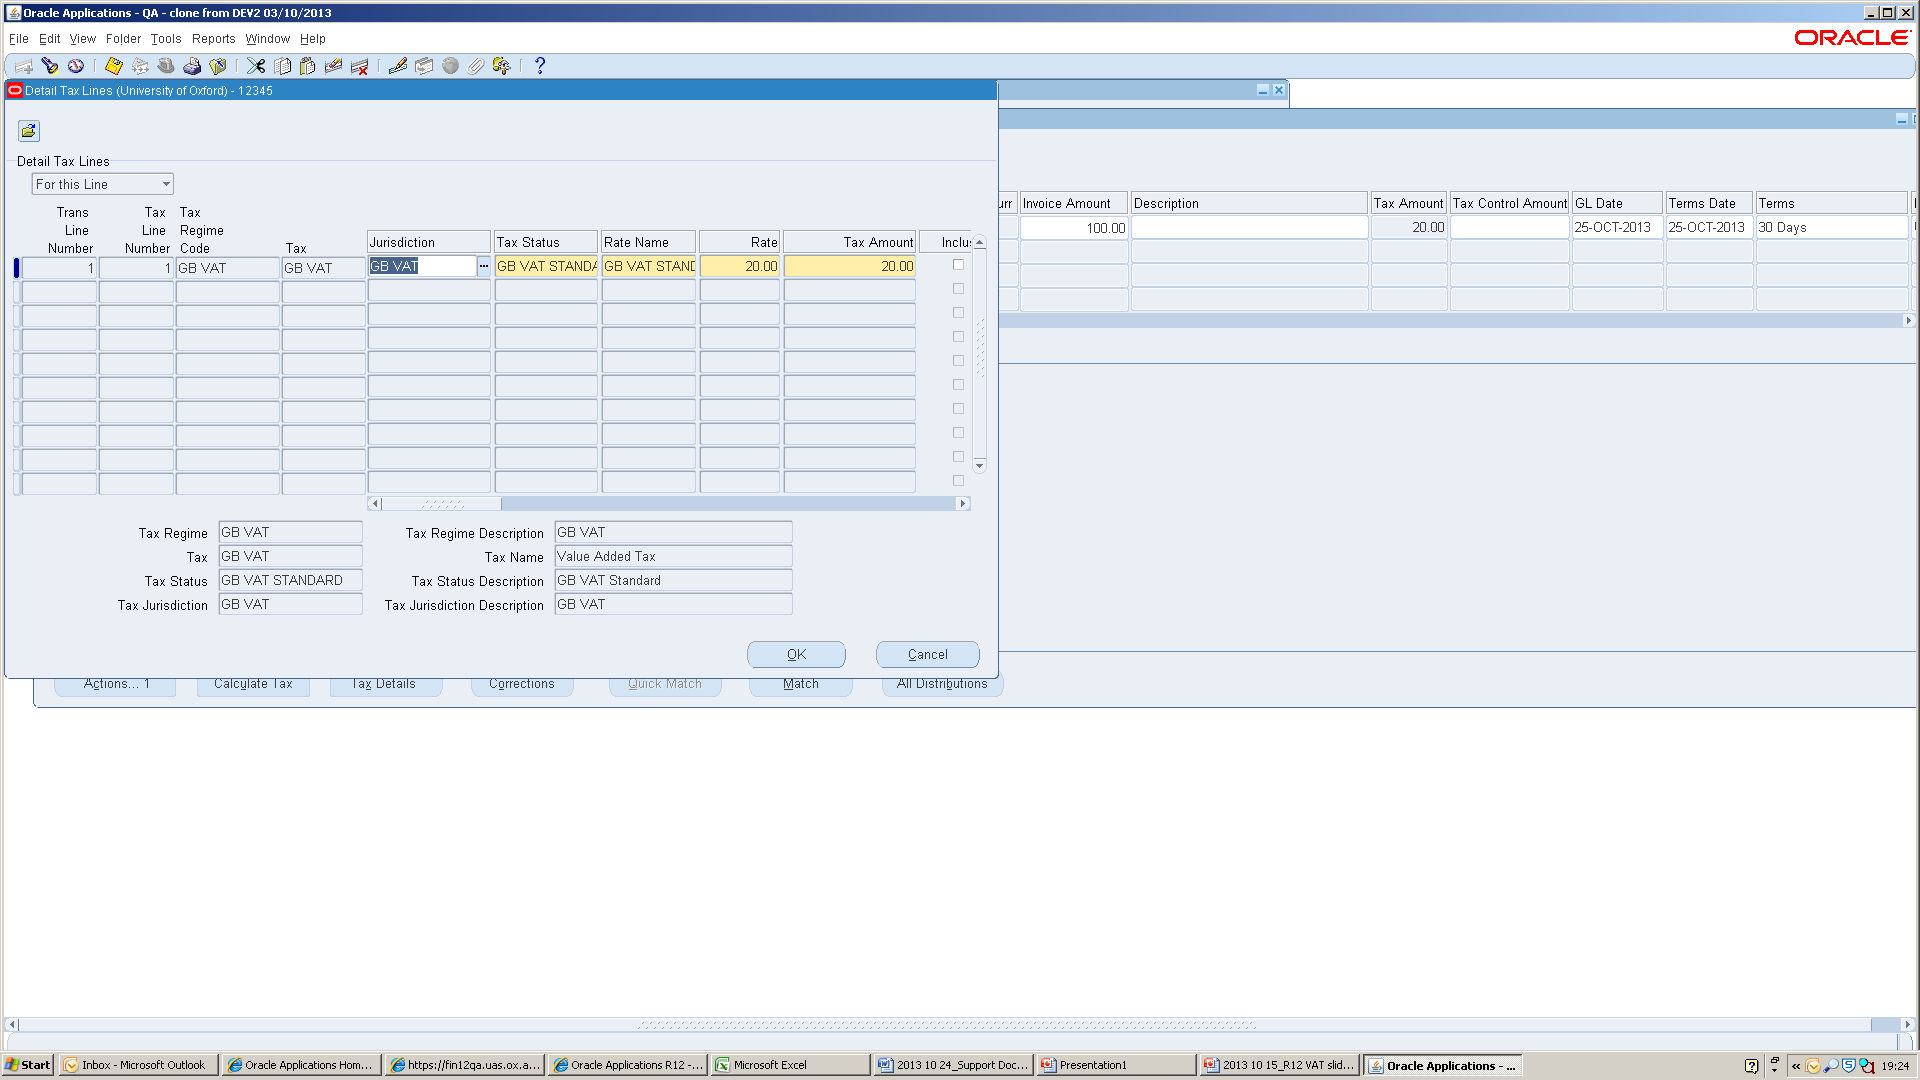 Oracle Applications - QA - clone from DEV2 03/10/2013
File Edit View Folder Tools Reports Window Help
ORACLE
Detail Tax Lines (University of Oxford) - 12345
Detail Tax Lines
For this Line
Trans Line Number
Tax Line Number
Tax Regime Code
Tax
Jurisdiction
Tax Status
Rate Name
Rate
Tax Amount
Inclus
1 1 GB VAT GB VAT GB VAT ... GB VAT STANDA GB VAT STAND 20.00 20.00
Tax Regime GB VAT Tax Regime Description GB VAT
Tax GB VAT Tax Name Value Added Tax
Tax Status GB VAT STANDARD Tax Status Description GB VAT Standard
Tax Jurisdiction GB VAT Tax Jurisdiction Description GB VAT
OK Cancel
urr Invoice Amount Description Tax Amount Tax Control Amount GL Date Terms Date Terms
100.00 20.00 25-OCT-2013 25-OCT-2013 30 Days
Actions... 1 Calculate Tax Tax Details Corrections Quick Match Match All Distributions
Start Inbox - Microsoft Outlook Oracle Applications Hom... https://fin12qa.uas.ox.a... Oracle Applications R12 -... Microsoft Excel 2013 10 24_Support Doc... Presentation1 2013 10 15_R12 VAT slid... Oracle Applications - ... « 19:24